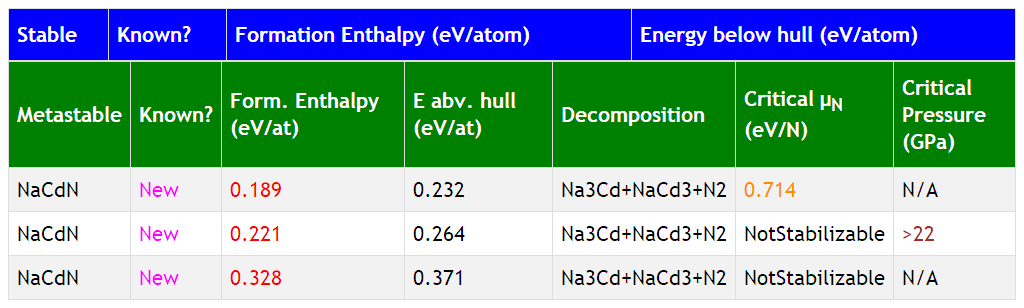 Stable Known? Formation Enthalpy (eV/atom) Energy below hull (eV/atom)
Metastable Known? Form. Enthalpy (eV/at) E abv. hull (eV/at) Decomposition Critical μN (eV/N) Critical Pressure (GPa)
NaCdN New 0.189 0.232 Na3Cd+NaCd3+N2 0.714 N/A
NaCdN New 0.221 0.264 Na3Cd+NaCd3+N2 NotStabilizable >22
NaCdN New 0.328 0.371 Na3Cd+NaCd3+N2 NotStabilizable N/A